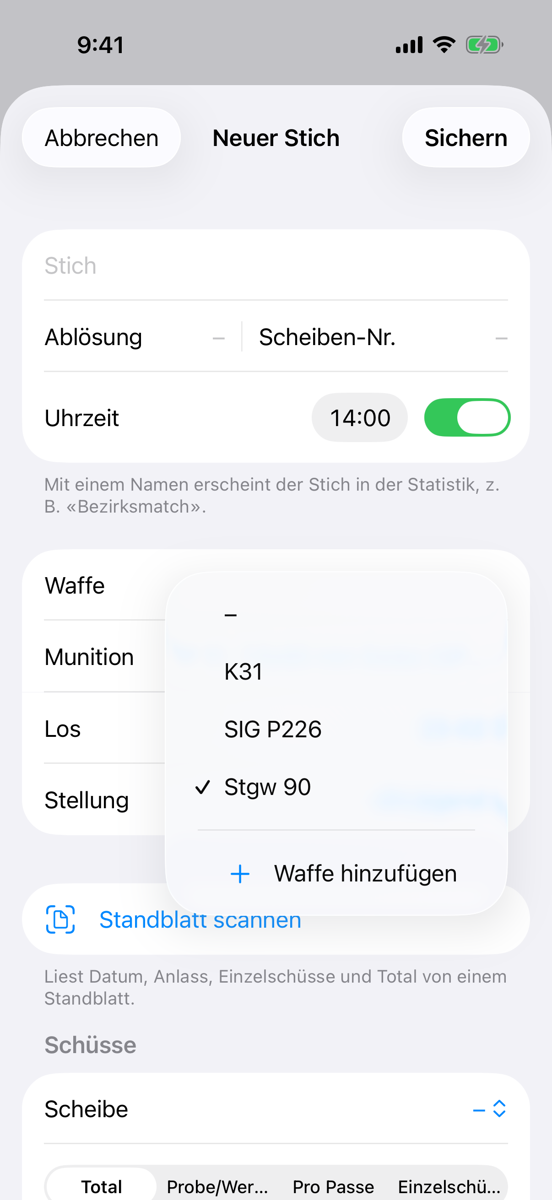 9:41
Abbrechen Neuer Stich Sichern
Stich
Ablösung – Scheiben-Nr. –
Uhrzeit 14:00
Mit einem Namen erscheint der Stich in der Statistik, z.
B. «Bezirksmatch».
Waffe
–
Munition
K31
Los
SIG P226
Stellung
✓ Stgw 90
+ Waffe hinzufügen
Standblatt scannen
Liest Datum, Anlass, Einzelschüsse und Total von einem
Standblatt.
Schüsse
Scheibe –
Total Probe/Wer... Pro Passe Einzelschü...